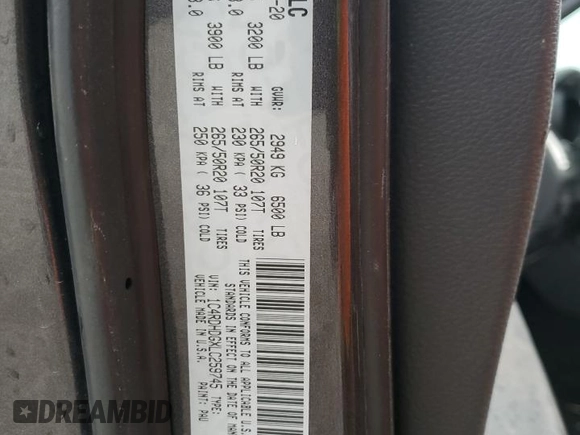 LC
-20
GVWR: 2949 KG 6500 LB
3200 LB WITH 265/50R20 107T TIRES
RIMS AT 230 KPA ( 33 PSI) COLD
3900 LB WITH 265/50R20 107T TIRES
RIMS AT 250 KPA ( 36 PSI) COLD
THIS VEHICLE CONFORMS TO ALL APPLICABLE U.S.
STANDARDS IN EFFECT ON THE DATE OF MAN
VIN: 1C4RDHDGXLC259745 TYPE:
MADE IN U.S.A. PAINT: PAU
DREAMBID